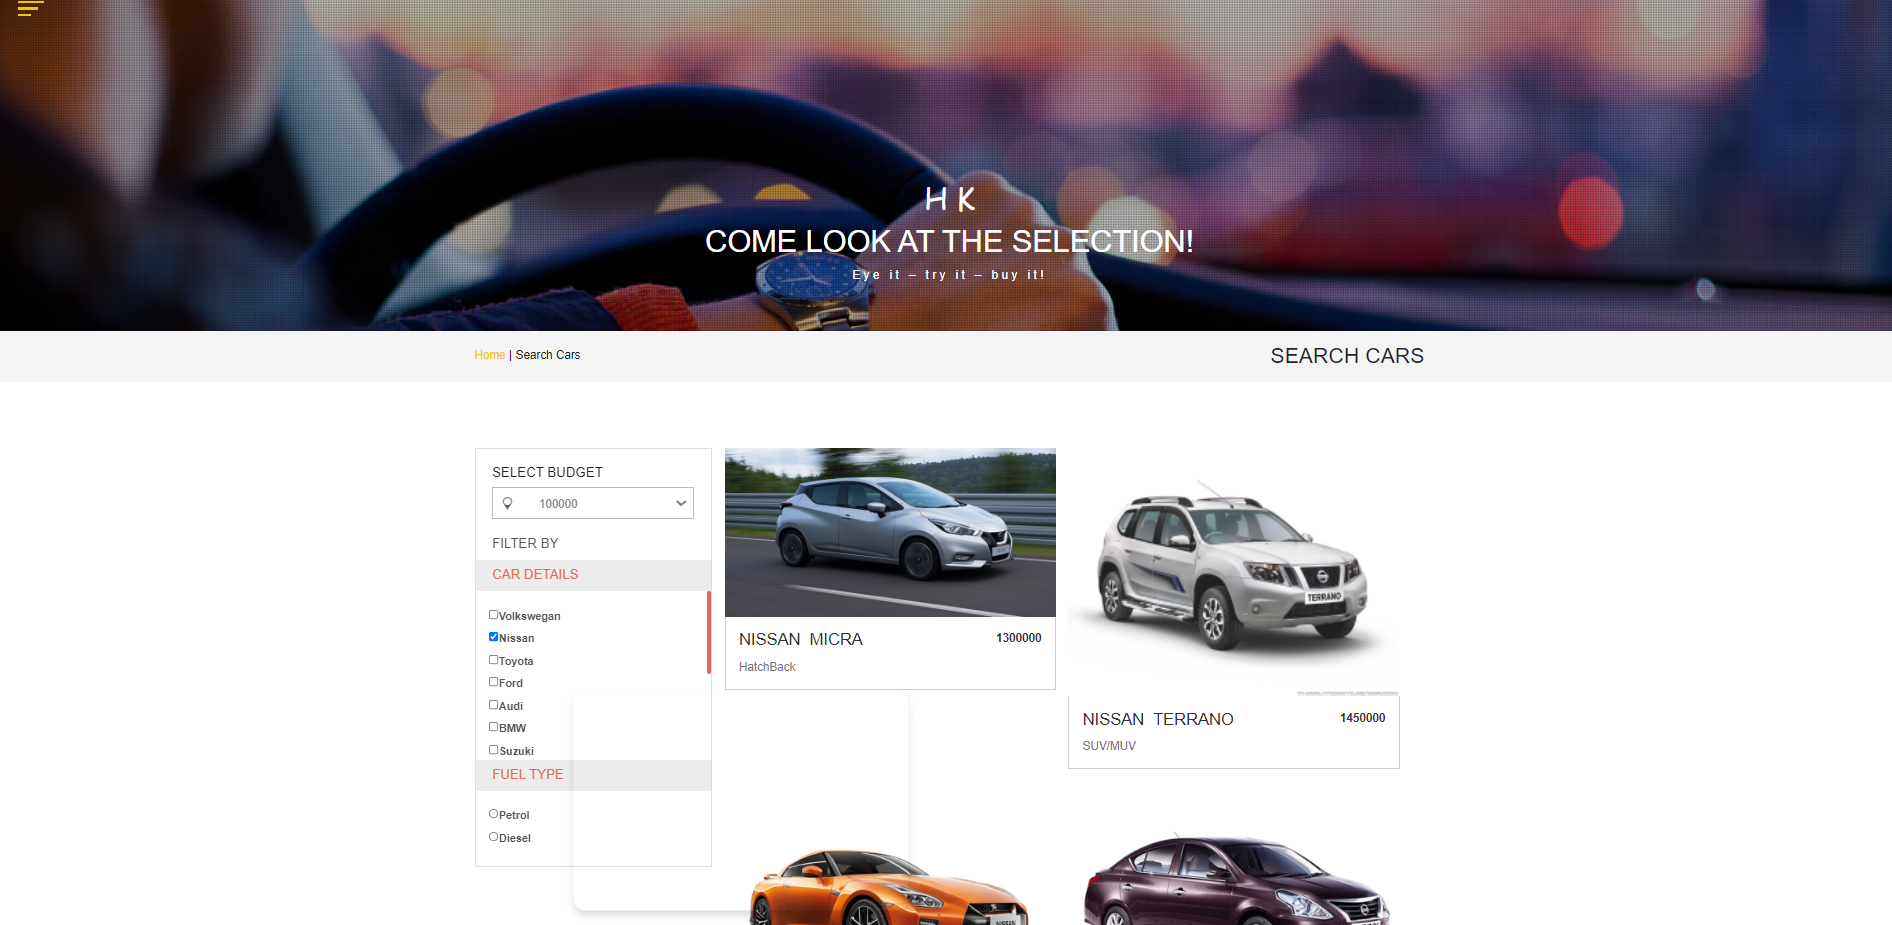 H K
COME LOOK AT THE SELECTION!
Eye it – try it – buy it!
Home | Search Cars
SEARCH CARS
SELECT BUDGET
100000
FILTER BY
CAR DETAILS
Volkswegan
Nissan
Toyota
Ford
Audi
BMW
Suzuki
FUEL TYPE
Petrol
Diesel
NISSAN MICRA
1300000
HatchBack
TERRANO
NISSAN TERRANO
1450000
SUV/MUV
NISSAN